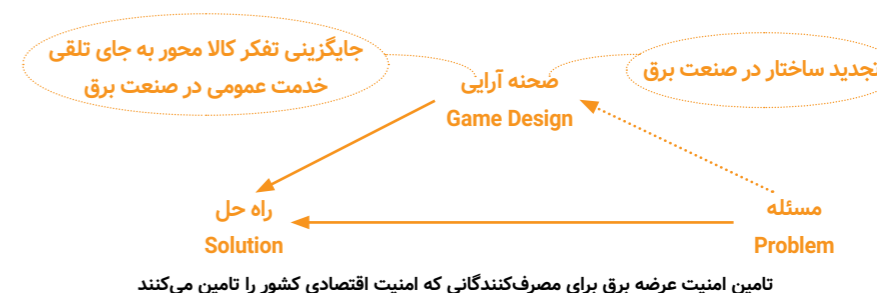 جایگزینی تفکر کالا محور به جای تلقی
خدمت عمومی در صنعت برق
تجدید ساختار در صنعت برق
صحنه آرایی
Game Design
راه حل
Solution
مسئله
Problem
تامین امنیت عرضه برق برای مصرف‌کنندگانی که امنیت اقتصادی کشور را تامین می‌کنند